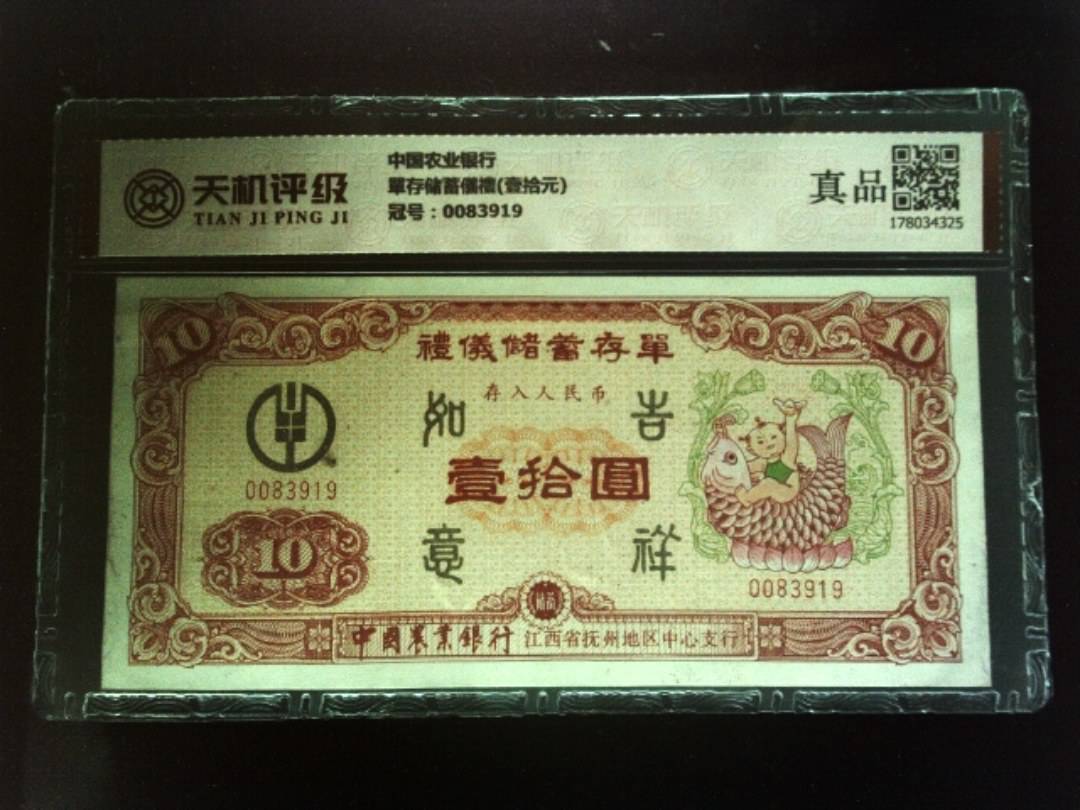 天机评级
TIAN JI PING JI
中国农业银行
單存储蓄儀禮(壹拾元)
冠号：0083919
真品
178034325
10
10
禮儀儲蓄存單
存入人民币
如
吉
壹拾圓
0083919
10
意
祥
0083919
中國農業銀行 江西省抚州地区中心支行